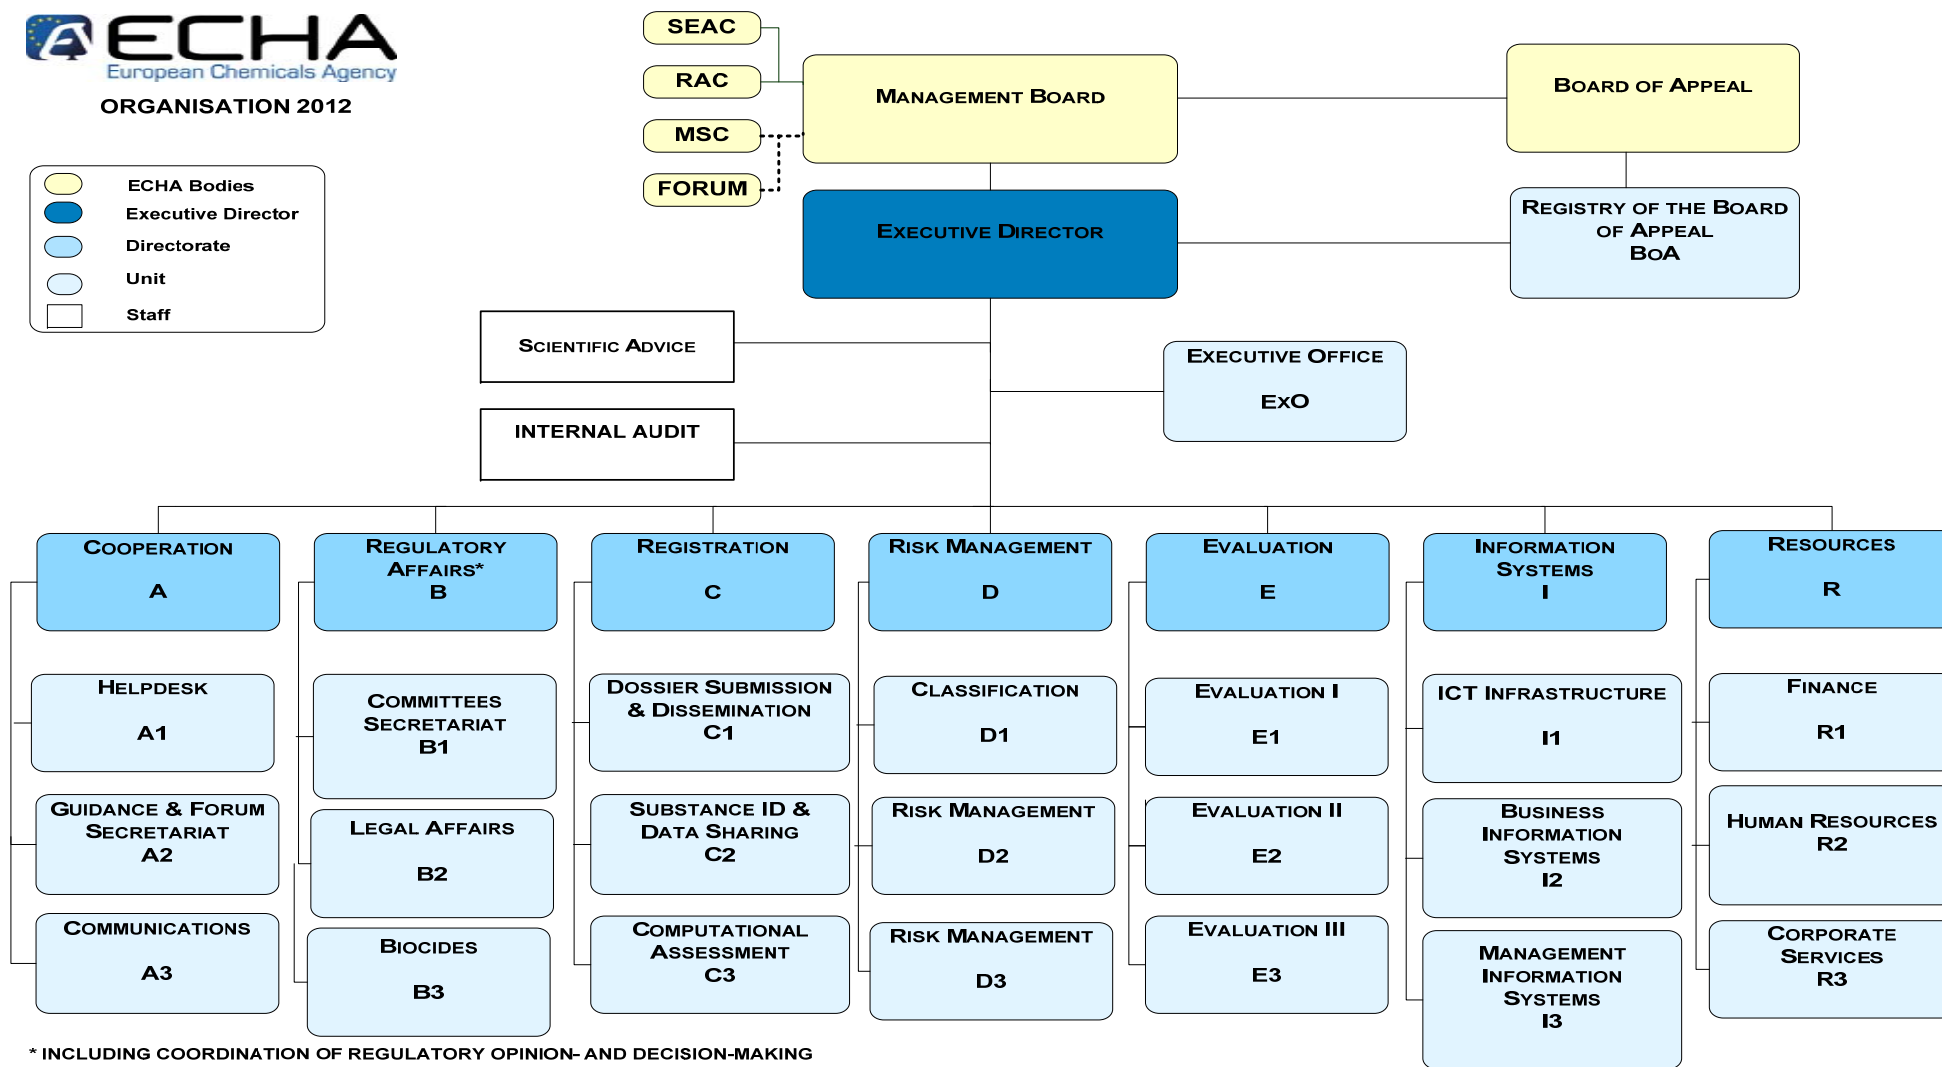 ECHA
European Chemicals Agency
ORGANISATION 2012
ECHA Bodies
Executive Director
Directorate
Unit
Staff
SEAC
RAC
MSC
FORUM
MANAGEMENT BOARD
BOARD OF APPEAL
EXECUTIVE DIRECTOR
REGISTRY OF THE BOARD
OF APPEAL
BOA
SCIENTIFIC ADVICE
INTERNAL AUDIT
EXECUTIVE OFFICE
EXO
COOPERATION
A
REGULATORY
AFFAIRS*
B
REGISTRATION
C
RISK MANAGEMENT
D
EVALUATION
E
INFORMATION
SYSTEMS
I
RESOURCES
R
HELPDESK
A1
COMMITTEES
SECRETARIAT
B1
DOSSIER SUBMISSION
& DISSEMINATION
C1
CLASSIFICATION
D1
EVALUATION I
E1
ICT INFRASTRUCTURE
I1
FINANCE
R1
GUIDANCE & FORUM
SECRETARIAT
A2
LEGAL AFFAIRS
B2
SUBSTANCE ID &
DATA SHARING
C2
RISK MANAGEMENT
D2
EVALUATION II
E2
BUSINESS
INFORMATION
SYSTEMS
I2
HUMAN RESOURCES
R2
COMMUNICATIONS
A3
BIOCIDES
B3
COMPUTATIONAL
ASSESSMENT
C3
RISK MANAGEMENT
D3
EVALUATION III
E3
MANAGEMENT
INFORMATION
SYSTEMS
I3
CORPORATE
SERVICES
R3
* INCLUDING COORDINATION OF REGULATORY OPINION- AND DECISION-MAKING